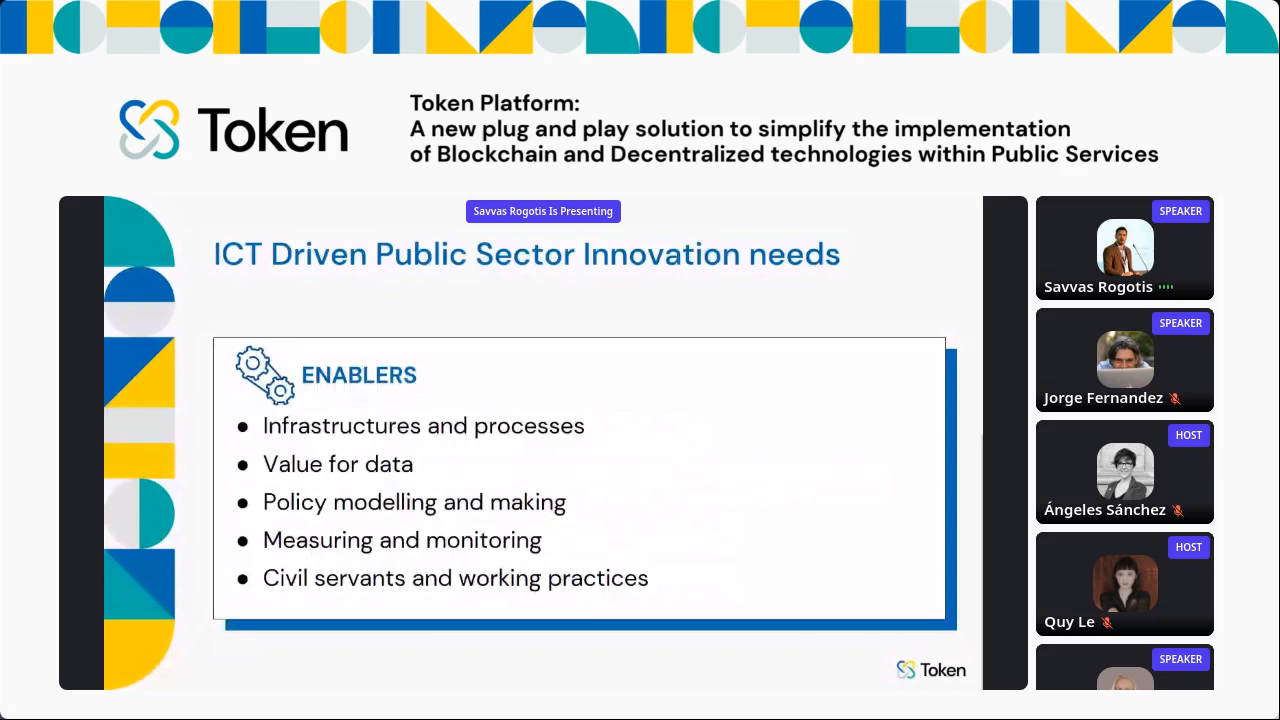 Token
Token Platform:
A new plug and play solution to simplify the implementation
of Blockchain and Decentralized technologies within Public Services
Savvas Rogotis Is Presenting
ICT Driven Public Sector Innovation needs
ENABLERS
● Infrastructures and processes
● Value for data
● Policy modelling and making
● Measuring and monitoring
● Civil servants and working practices
Token
SPEAKER
Savvas Rogotis
SPEAKER
Jorge Fernandez
HOST
Ángeles Sánchez
HOST
Quy Le
SPEAKER